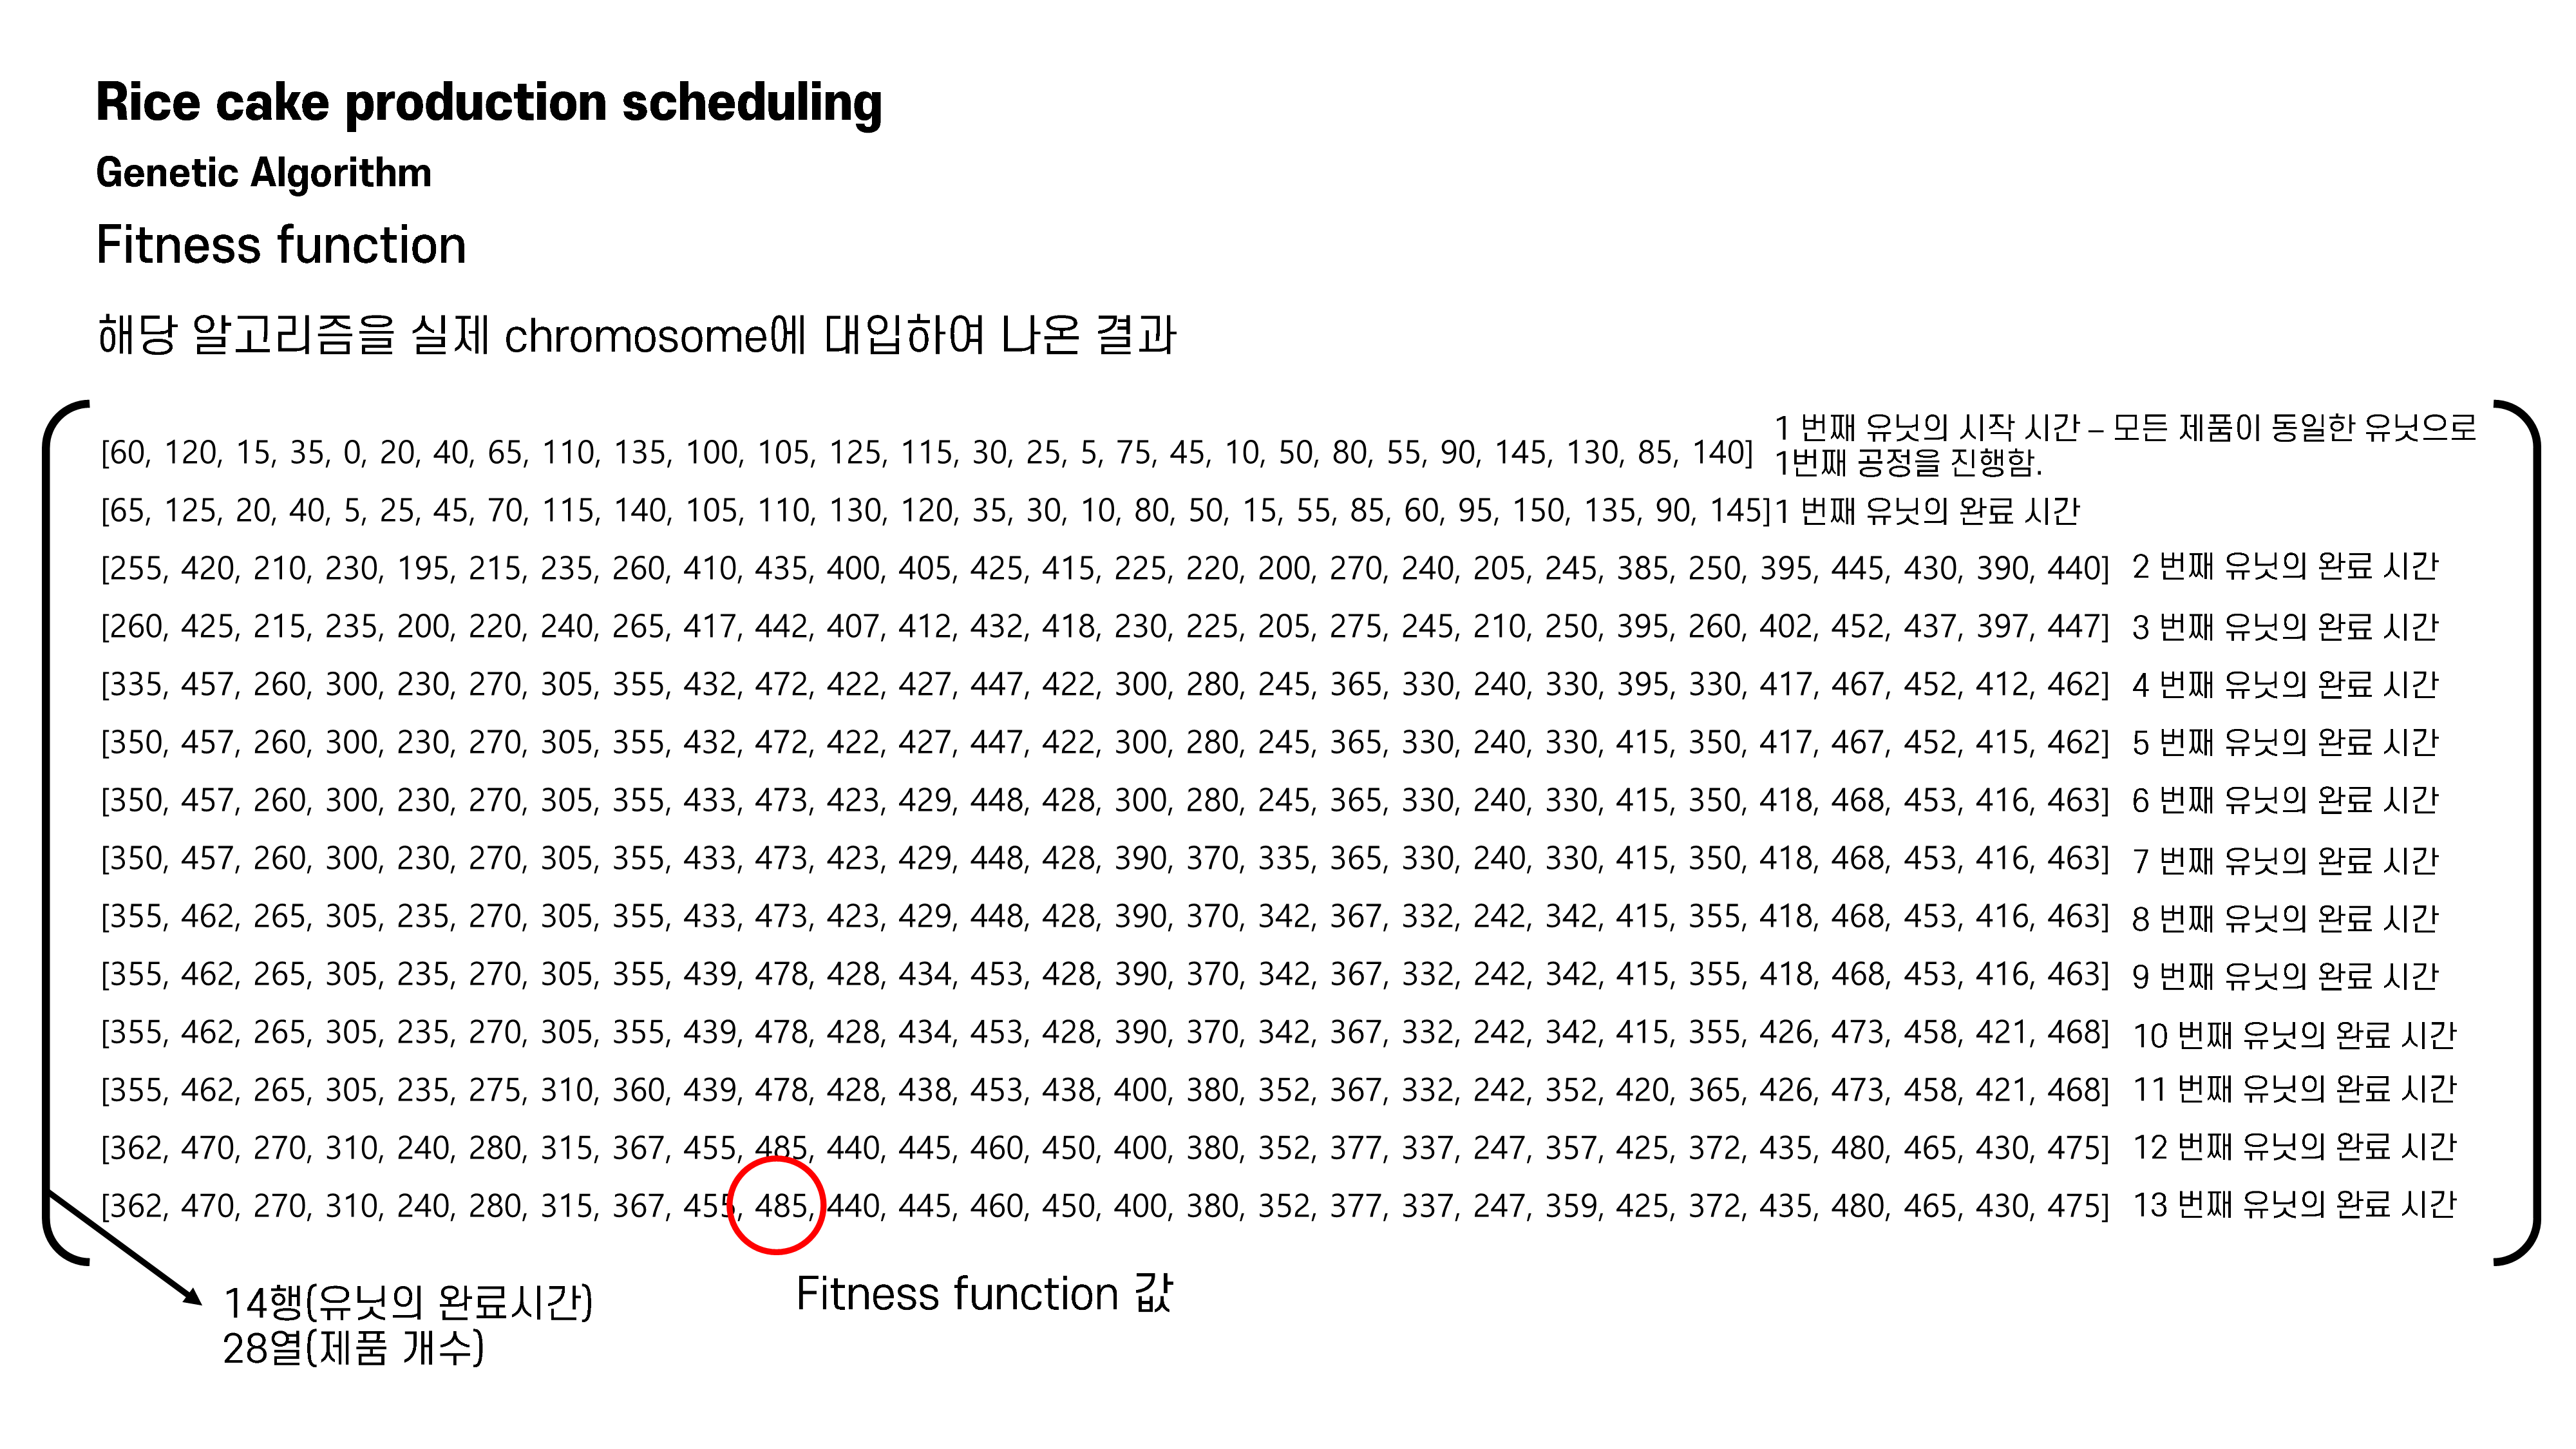 Rice cake production scheduling
Genetic Algorithm
Fitness function
해당 알고리즘을 실제 chromosome에 대입하여 나온 결과
[60, 120, 15, 35, 0, 20, 40, 65, 110, 135, 100, 105, 125, 115, 30, 25, 5, 75, 45, 10, 50, 80, 55, 90, 145, 130, 85, 140] 1 번째 유닛의 시작 시간 – 모든 제품이 동일한 유닛으로
1번째 공정을 진행함.
[65, 125, 20, 40, 5, 25, 45, 70, 115, 140, 105, 110, 130, 120, 35, 30, 10, 80, 50, 15, 55, 85, 60, 95, 150, 135, 90, 145]1 번째 유닛의 완료 시간
[255, 420, 210, 230, 195, 215, 235, 260, 410, 435, 400, 405, 425, 415, 225, 220, 200, 270, 240, 205, 245, 385, 250, 395, 445, 430, 390, 440] 2 번째 유닛의 완료 시간
[260, 425, 215, 235, 200, 220, 240, 265, 417, 442, 407, 412, 432, 418, 230, 225, 205, 275, 245, 210, 250, 395, 260, 402, 452, 437, 397, 447] 3 번째 유닛의 완료 시간
[335, 457, 260, 300, 230, 270, 305, 355, 432, 472, 422, 427, 447, 422, 300, 280, 245, 365, 330, 240, 330, 395, 330, 417, 467, 452, 412, 462] 4 번째 유닛의 완료 시간
[350, 457, 260, 300, 230, 270, 305, 355, 432, 472, 422, 427, 447, 422, 300, 280, 245, 365, 330, 240, 330, 415, 350, 417, 467, 452, 415, 462] 5 번째 유닛의 완료 시간
[350, 457, 260, 300, 230, 270, 305, 355, 433, 473, 423, 429, 448, 428, 300, 280, 245, 365, 330, 240, 330, 415, 350, 418, 468, 453, 416, 463] 6 번째 유닛의 완료 시간
[350, 457, 260, 300, 230, 270, 305, 355, 433, 473, 423, 429, 448, 428, 390, 370, 335, 365, 330, 240, 330, 415, 350, 418, 468, 453, 416, 463] 7 번째 유닛의 완료 시간
[355, 462, 265, 305, 235, 270, 305, 355, 433, 473, 423, 429, 448, 428, 390, 370, 342, 367, 332, 242, 342, 415, 355, 418, 468, 453, 416, 463] 8 번째 유닛의 완료 시간
[355, 462, 265, 305, 235, 270, 305, 355, 439, 478, 428, 434, 453, 428, 390, 370, 342, 367, 332, 242, 342, 415, 355, 418, 468, 453, 416, 463] 9 번째 유닛의 완료 시간
[355, 462, 265, 305, 235, 270, 305, 355, 439, 478, 428, 434, 453, 428, 390, 370, 342, 367, 332, 242, 342, 415, 355, 426, 473, 458, 421, 468] 10 번째 유닛의 완료 시간
[355, 462, 265, 305, 235, 275, 310, 360, 439, 478, 428, 438, 453, 438, 400, 380, 352, 367, 332, 242, 352, 420, 365, 426, 473, 458, 421, 468] 11 번째 유닛의 완료 시간
[362, 470, 270, 310, 240, 280, 315, 367, 455, 485, 440, 445, 460, 450, 400, 380, 352, 377, 337, 247, 357, 425, 372, 435, 480, 465, 430, 475] 12 번째 유닛의 완료 시간
[362, 470, 270, 310, 240, 280, 315, 367, 455, 485, 440, 445, 460, 450, 400, 380, 352, 377, 337, 247, 359, 425, 372, 435, 480, 465, 430, 475] 13 번째 유닛의 완료 시간
Fitness function 값
14행(유닛의 완료시간)
28열(제품 개수)